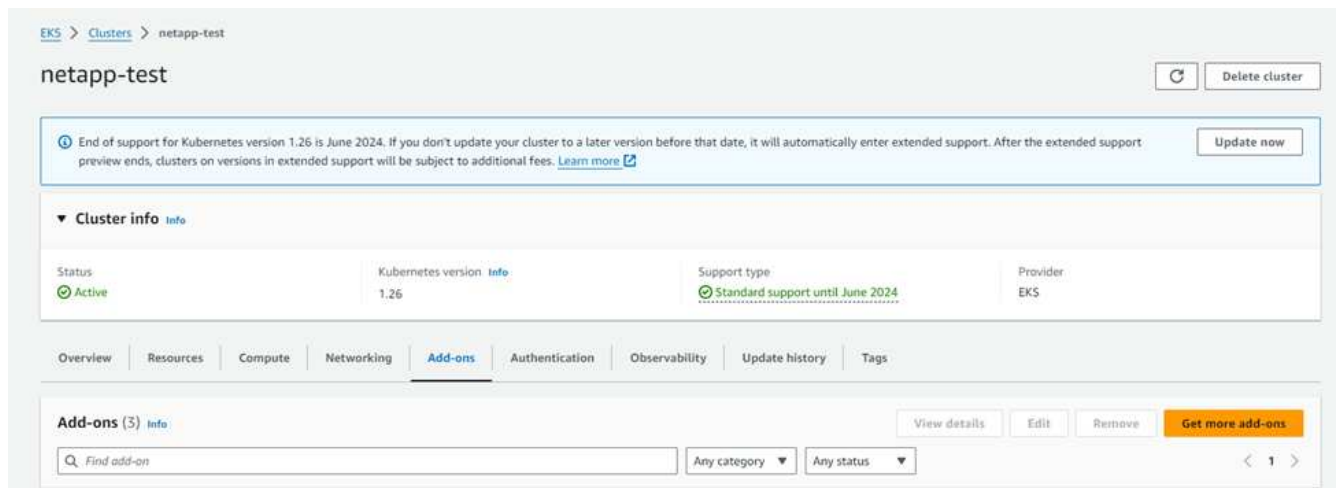 EKS > Clusters > netapp-test
netapp-test
Delete cluster
End of support for Kubernetes version 1.26 is June 2024. If you don't update your cluster to a later version before that date, it will automatically enter extended support. After the extended support
preview ends, clusters on versions in extended support will be subject to additional fees. Learn more
Update now
Cluster info Info
Status
Active
Kubernetes version Info
1.26
Support type
Standard support until June 2024
Provider
EKS
Overview Resources Compute Networking Add-ons Authentication Observability Update history Tags
Add-ons (3) Info
View details Edit Remove Get more add-ons
Find add-on
Any category Any status
< 1 >